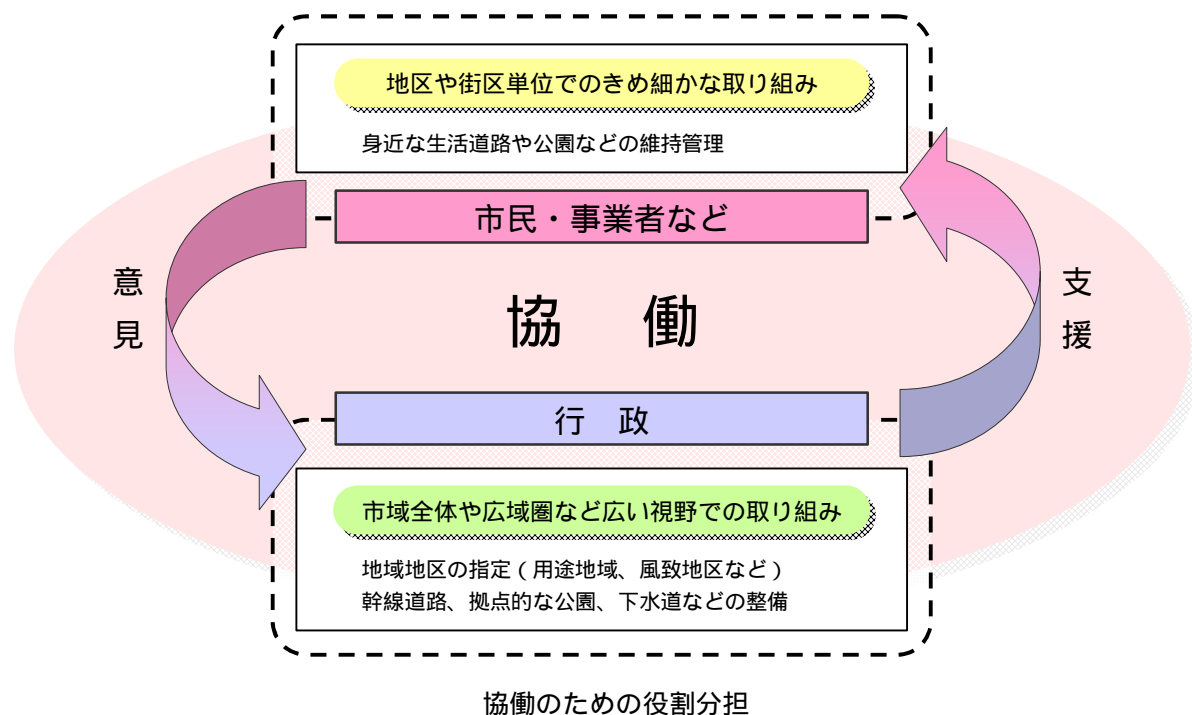 地区や街区単位でのきめ細かな取り組み
身近な生活道路や公園などの維持管理
市民・事業者など
意見
協　働
支援
行　政
市域全体や広域圏など広い視野での取り組み
地域地区の指定（用途地域、風致地区など）
幹線道路、拠点的な公園、下水道などの整備
協働のための役割分担